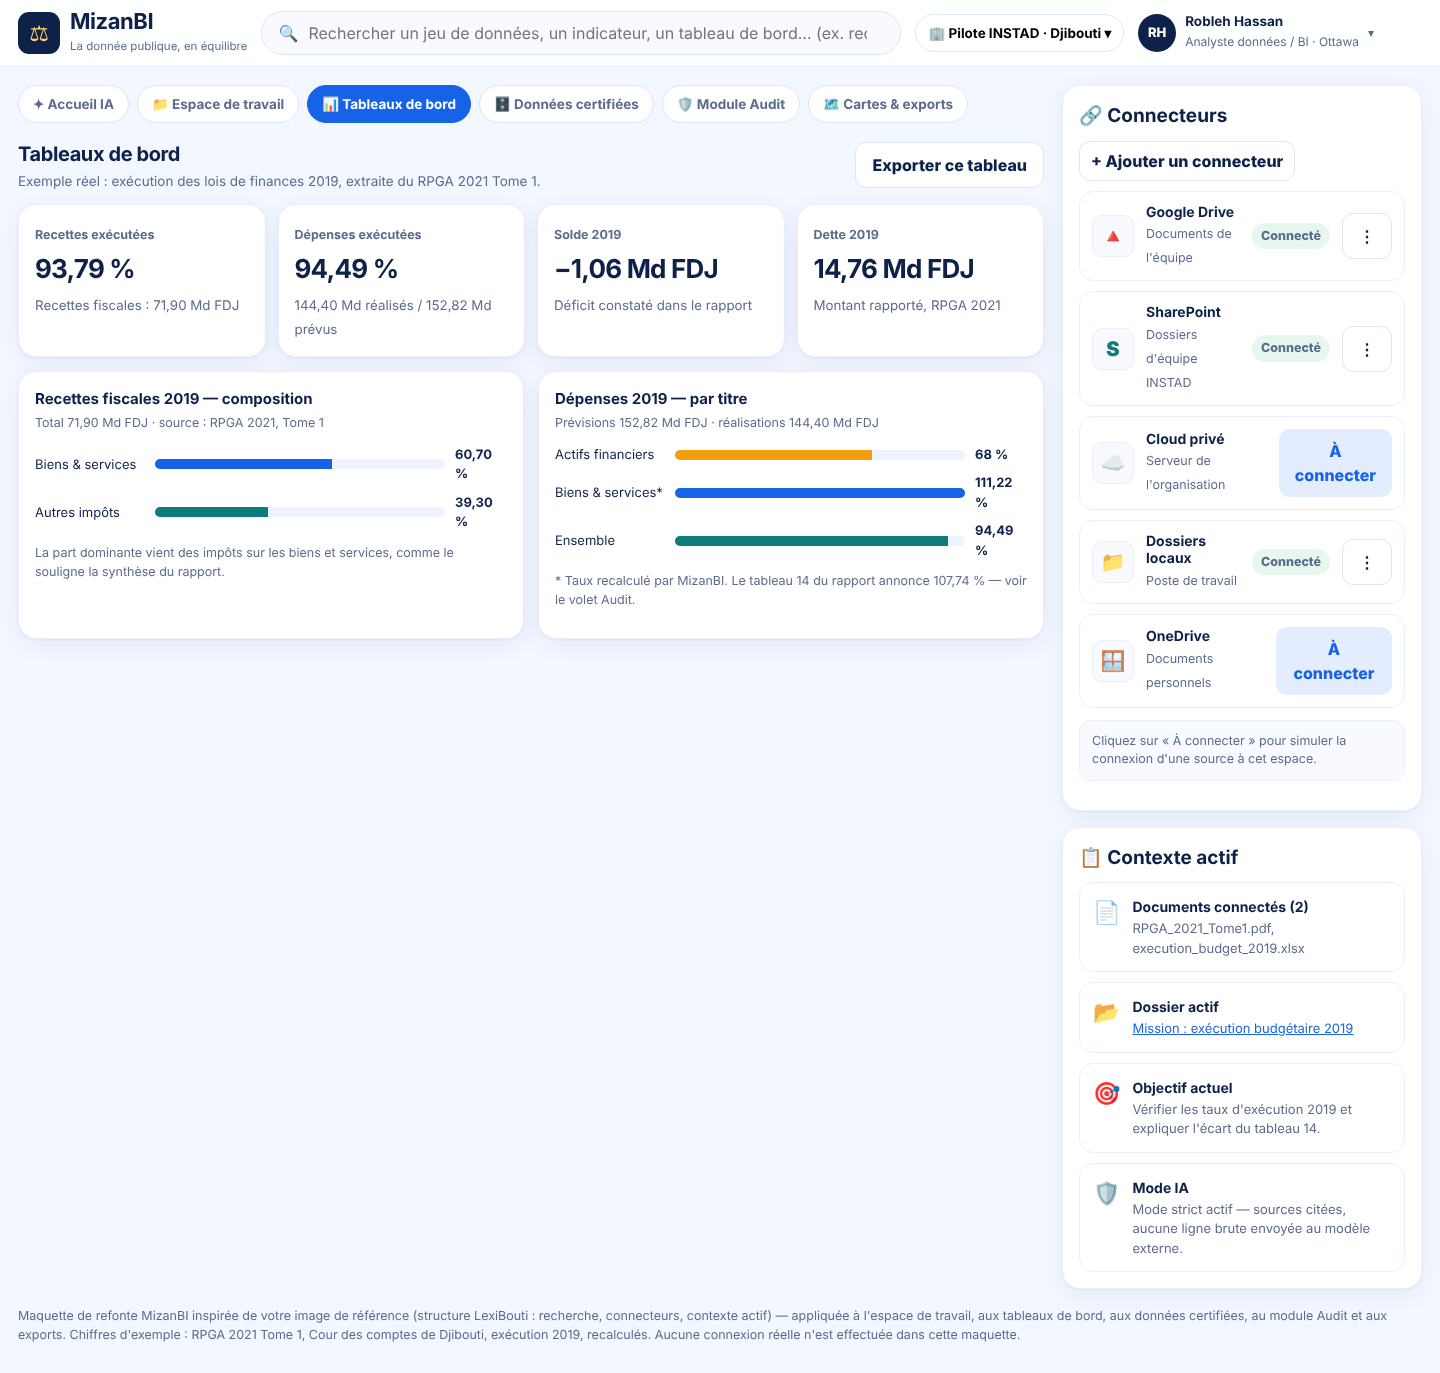 MizanBI
La donnée publique, en équilibre
Rechercher un jeu de données, un indicateur, un tableau de bord... (ex. rec
Pilote INSTAD · Djibouti ▾
RH
Robleh Hassan
Analyste données / BI · Ottawa ▾
✦ Accueil IA
Espace de travail
Tableaux de bord
Données certifiées
Module Audit
Cartes & exports
Tableaux de bord
Exemple réel : exécution des lois de finances 2019, extraite du RPGA 2021 Tome 1.
Exporter ce tableau
Recettes exécutées
93,79 %
Recettes fiscales : 71,90 Md FDJ
Dépenses exécutées
94,49 %
144,40 Md réalisés / 152,82 Md
prévus
Solde 2019
−1,06 Md FDJ
Déficit constaté dans le rapport
Dette 2019
14,76 Md FDJ
Montant rapporté, RPGA 2021
Recettes fiscales 2019 — composition
Total 71,90 Md FDJ · source : RPGA 2021, Tome 1
Biens & services
60,70
%
Autres impôts
39,30
%
La part dominante vient des impôts sur les biens et services, comme le
souligne la synthèse du rapport.
Dépenses 2019 — par titre
Prévisions 152,82 Md FDJ · réalisations 144,40 Md FDJ
Actifs financiers
68 %
Biens & services*
111,22
%
Ensemble
94,49
%
* Taux recalculé par MizanBI. Le tableau 14 du rapport annonce 107,74 % — voir
le volet Audit.
Connecteurs
+ Ajouter un connecteur
Google Drive
Documents de
l'équipe
Connecté
⋮
S
SharePoint
Dossiers
d'équipe
INSTAD
Connecté
⋮
Cloud privé
Serveur de
l'organisation
À
connecter
Dossiers
locaux
Poste de travail
Connecté
⋮
OneDrive
Documents
personnels
À
connecter
Cliquez sur « À connecter » pour simuler la
connexion d'une source à cet espace.
Contexte actif
Documents connectés (2)
RPGA_2021_Tome1.pdf,
execution_budget_2019.xlsx
Dossier actif
Mission : exécution budgétaire 2019
Objectif actuel
Vérifier les taux d'exécution 2019 et
expliquer l'écart du tableau 14.
Mode IA
Mode strict actif — sources citées,
aucune ligne brute envoyée au modèle
externe.
Maquette de refonte MizanBI inspirée de votre image de référence (structure LexiBouti : recherche, connecteurs, contexte actif) — appliquée à l'espace de travail, aux tableaux de bord, aux données certifiées, au module Audit et aux
exports. Chiffres d'exemple : RPGA 2021 Tome 1, Cour des comptes de Djibouti, exécution 2019, recalculés. Aucune connexion réelle n'est effectuée dans cette maquette.